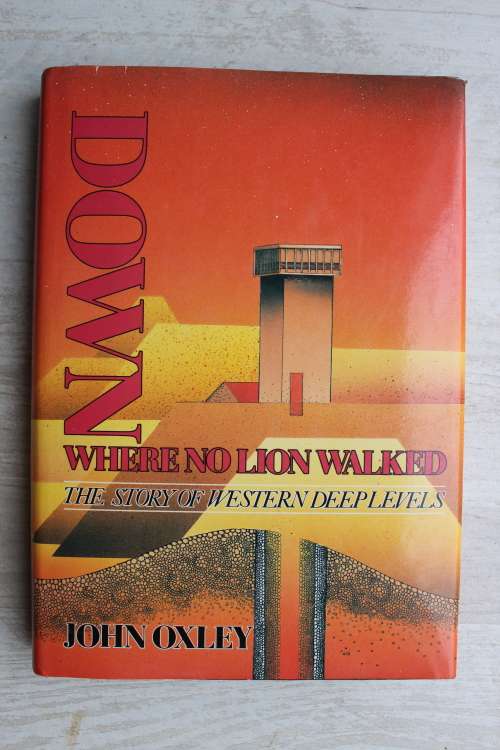 DOWN
WHERE NO LION WALKED
THE STORY OF WESTERN DEEP LEVELS
JOHN OXLEY